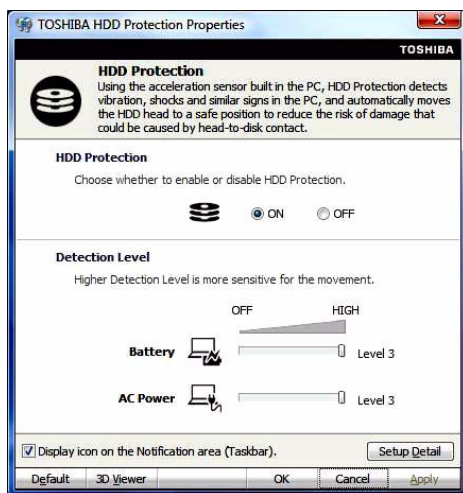 TOSHIBA HDD Protection Properties
TOSHIBA
HDD Protection
Using the acceleration sensor built in the PC, HDD Protection detects
vibration, shocks and similar signs in the PC, and automatically moves
the HDD head to a safe position to reduce the risk of damage that
could be caused by head-to-disk contact.
HDD Protection
Choose whether to enable or disable HDD Protection.
ON OFF
Detection Level
Higher Detection Level is more sensitive for the movement.
OFF HIGH
Battery Level 3
AC Power Level 3
Display icon on the Notification area (Taskbar). Setup Detail
Default 3D Viewer OK Cancel Apply